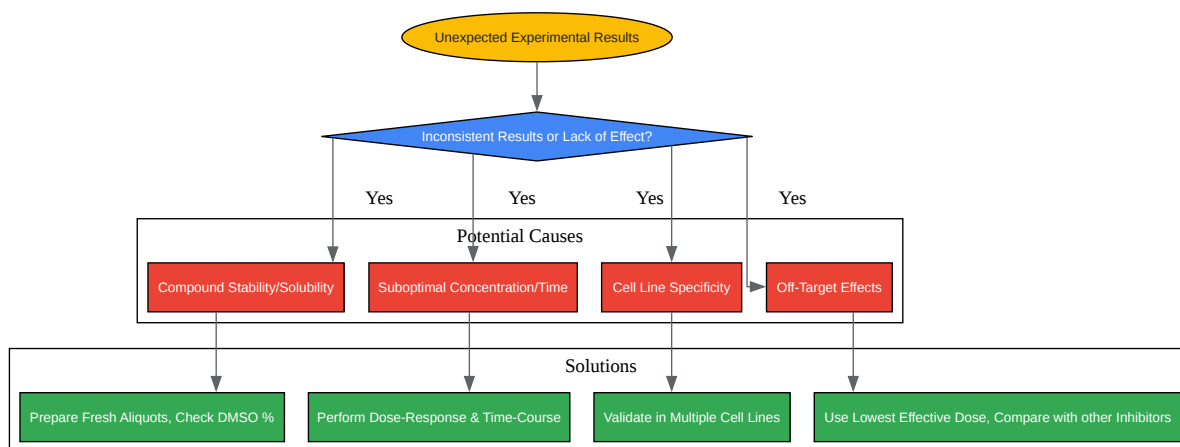 Unexpected Experimental Results
Inconsistent Results or Lack of Effect?
Yes
Yes
Yes
Yes
Potential Causes
Compound Stability/Solubility
Suboptimal Concentration/Time
Cell Line Specificity
Off-Target Effects
Solutions
Prepare Fresh Aliquots, Check DMSO %
Perform Dose-Response & Time-Course
Validate in Multiple Cell Lines
Use Lowest Effective Dose, Compare with other Inhibitors